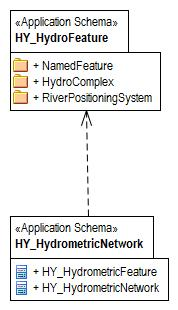 «Application Schema»
HY_HydroFeature
+ NamedFeature
+ HydroComplex
+ RiverPositioningSystem
«Application Schema»
HY_HydrometricNetwork
+ HY_HydrometricFeature
+ HY_HydrometricNetwork